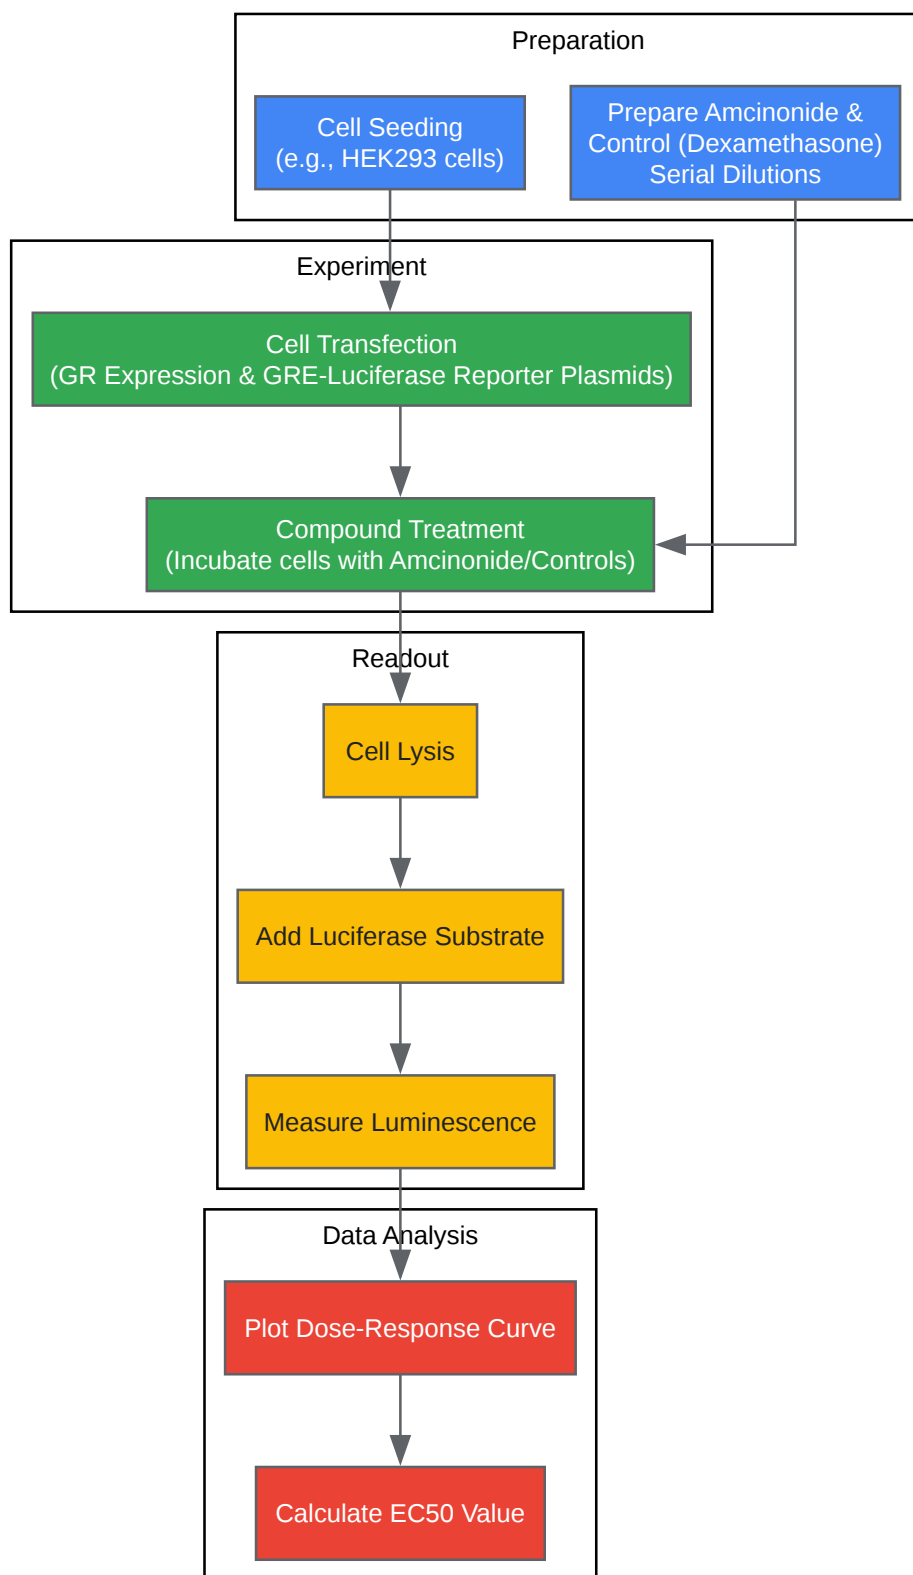 Preparation
Cell Seeding
(e.g., HEK293 cells)
Prepare Amcinonide &
Control (Dexamethasone)
Serial Dilutions
Experiment
Cell Transfection
(GR Expression & GRE-Luciferase Reporter Plasmids)
Compound Treatment
(Incubate cells with Amcinonide/Controls)
Readout
Cell Lysis
Add Luciferase Substrate
Measure Luminescence
Data Analysis
Plot Dose-Response Curve
Calculate EC50 Value